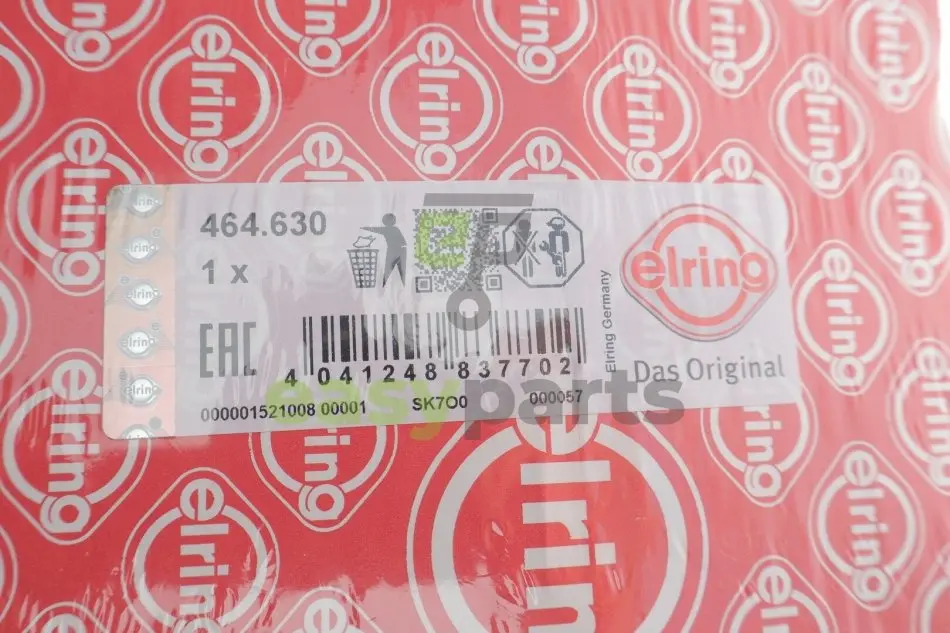 464.630
1 x
EAC
elring
Das Original
Elring Germany
4 041248 837702
000001521008 00001 SK7O0 000057
easyparts
elring